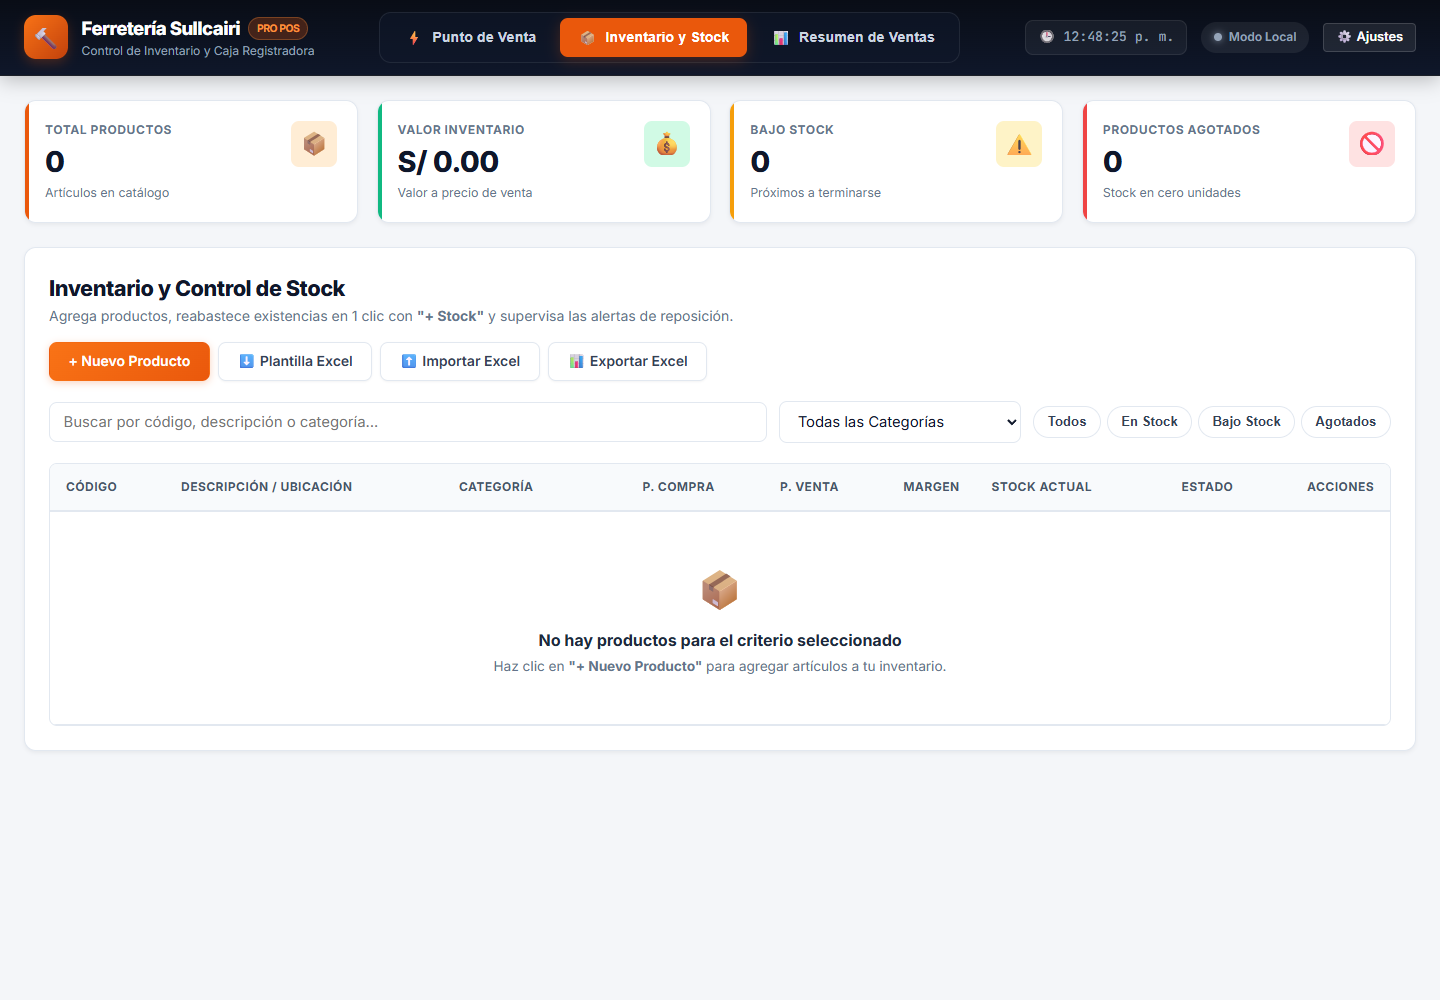 Ferretería Sullcairi PRO POS
Control de Inventario y Caja Registradora
Punto de Venta
Inventario y Stock
Resumen de Ventas
12:48:25 p. m.
Modo Local
Ajustes
TOTAL PRODUCTOS
0
Artículos en catálogo
VALOR INVENTARIO
S/ 0.00
Valor a precio de venta
BAJO STOCK
0
Próximos a terminarse
PRODUCTOS AGOTADOS
0
Stock en cero unidades
Inventario y Control de Stock
Agrega productos, reabastece existencias en 1 clic con "+ Stock" y supervisa las alertas de reposición.
+ Nuevo Producto
Plantilla Excel
Importar Excel
Exportar Excel
Buscar por código, descripción o categoría...
Todas las Categorías
Todos
En Stock
Bajo Stock
Agotados
CÓDIGO DESCRIPCIÓN / UBICACIÓN CATEGORÍA P. COMPRA P. VENTA MARGEN STOCK ACTUAL ESTADO ACCIONES
No hay productos para el criterio seleccionado
Haz clic en "+ Nuevo Producto" para agregar artículos a tu inventario.